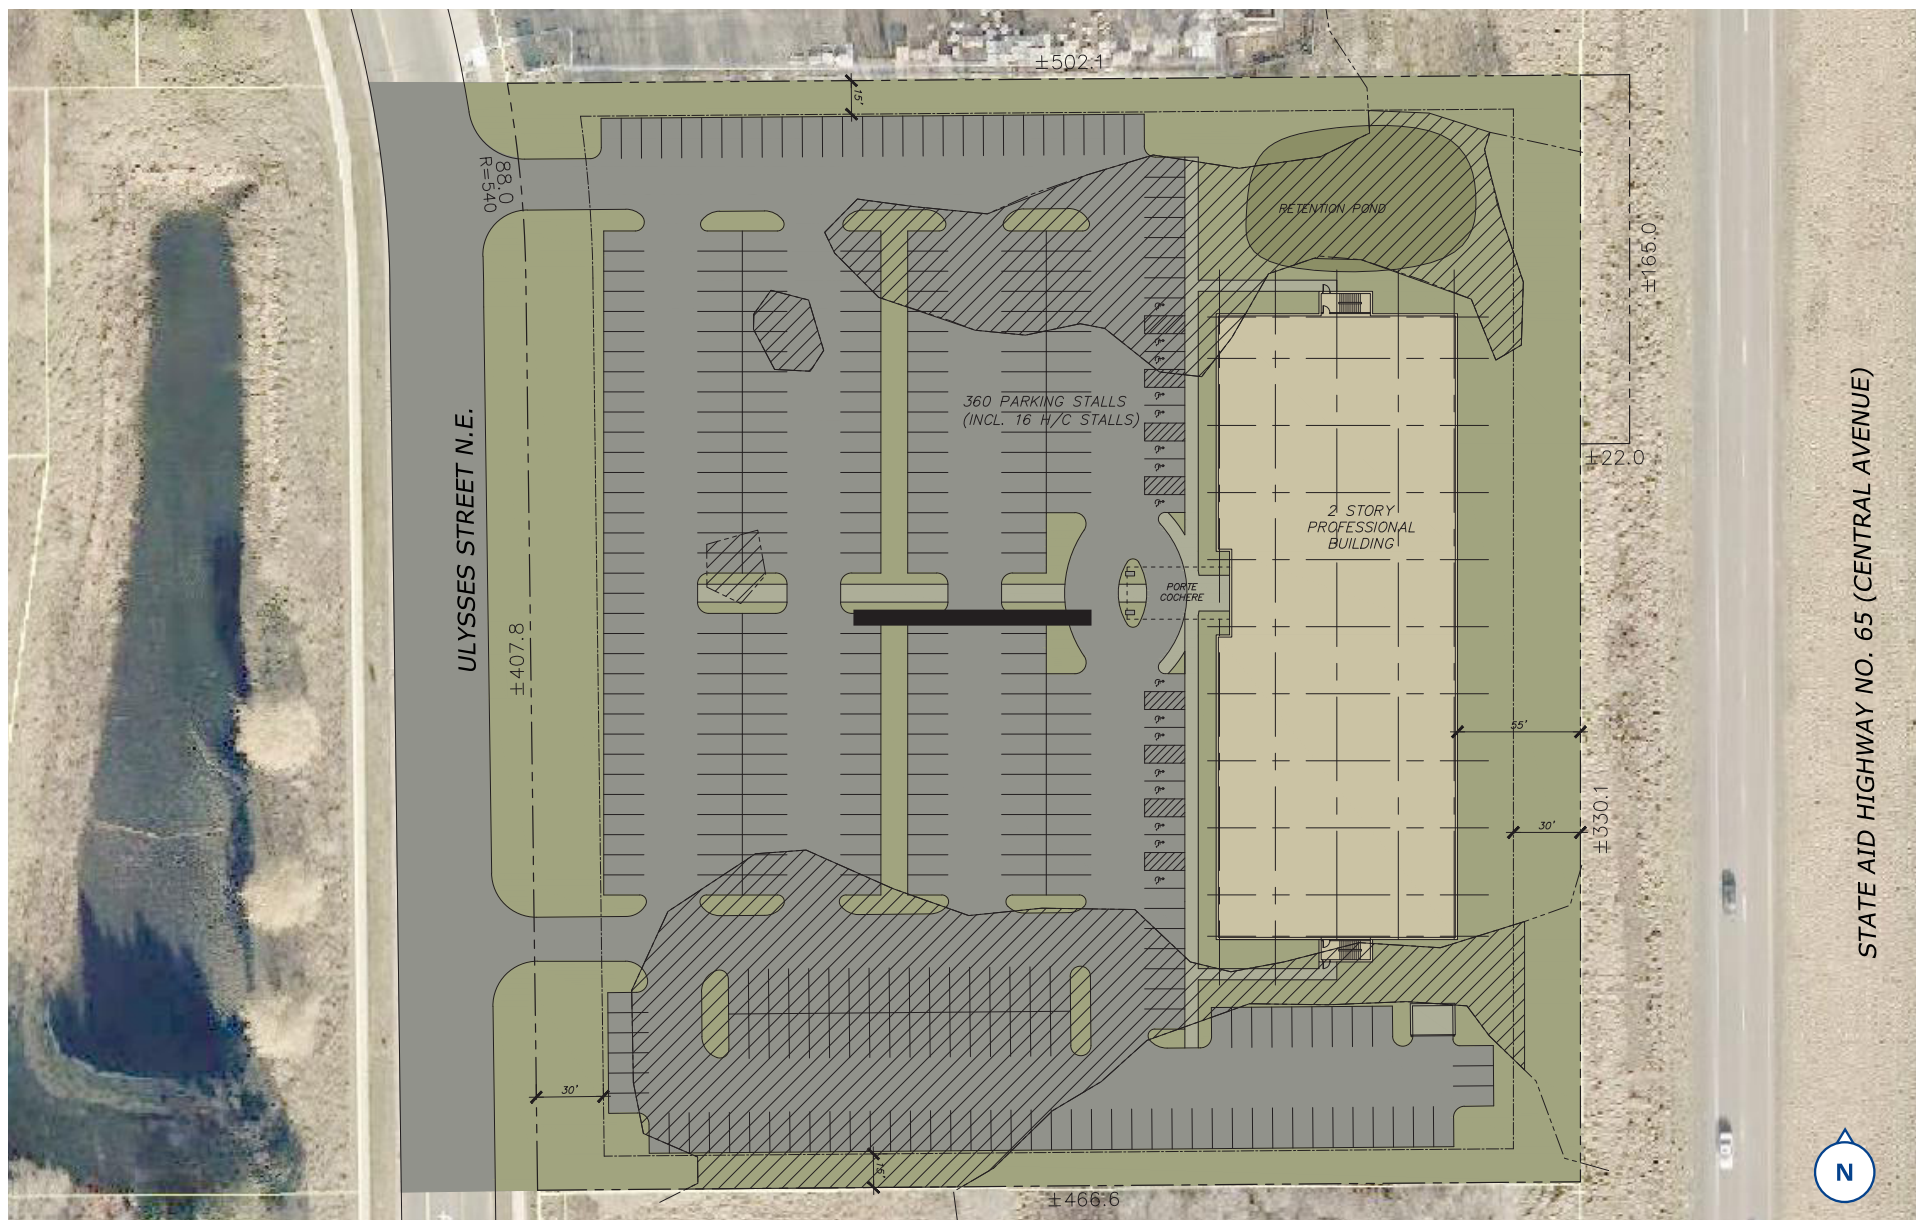 ±502.1
15'
88.0
R=540
RETENTION POND
±165.0
360 PARKING STALLS
(INCL. 16 H/C STALLS)
±22.0
ULYSSES STREET N.E.
STATE AID HIGHWAY NO. 65 (CENTRAL AVENUE)
2 STORY
PROFESSIONAL
BUILDING
PORTE
COCHERE
±407.8
55'
30'
±330.1
30'
15'
±466.6
N